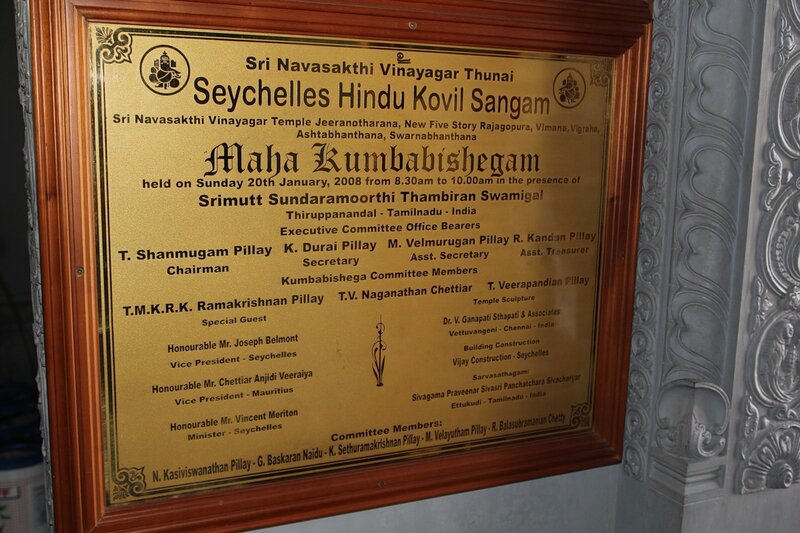 Sri Navasakthi Vinayagar Thunai
Seychelles Hindu Kovil Sangam
Sri Navasakthi Vinayagar Temple Jeeranotharana, New Five Story Rajagopura, Vimana, Vigraha,
Ashtabhanthana, Swarnabhanthana
Maha Kumbabishegam
held on Sunday 20th January, 2008 from 8.30am to 10.00am in the presence of
Srimutt Sundaramoorthi Thambiran Swamigal
Thiruppanandal - Tamilnadu - India
Executive Committee Office Bearers
T. Shanmugam Pillay K. Durai Pillay M. Velmurugan Pillay R. Kandan Pillay
Chairman Secretary Asst. Secretary Asst. Treasurer
Kumbabishega Committee Members
T.M.K.R.K. Ramakrishnan Pillay T.V. Naganathan Chettiar T. Veerapandian Pillay
Special Guest
Honourable Mr. Joseph Belmont
Vice President - Seychelles
Honourable Mr. Chettiar Anjidi Veeraiya
Vice President - Mauritius
Honourable Mr. Vincent Meriton
Minister - Seychelles
Temple Sculpture
Dr. V. Ganapati Sthapati & Associates
Vettuvangeni - Chennai - India
Building Construction
Vijay Construction - Seychelles
Sarvasathagam:
Sivagama Praveenar Sivasri Panchatchara Sivachariyar
Ettukudi - Tamilnadu - India
Committee Members:
N. Kasiviswanathan Pillay - G. Baskaran Naidu - K. Sethuramakrishnan Pillay - M. Velayutham Pillay - R. Balasubramanian Chetty